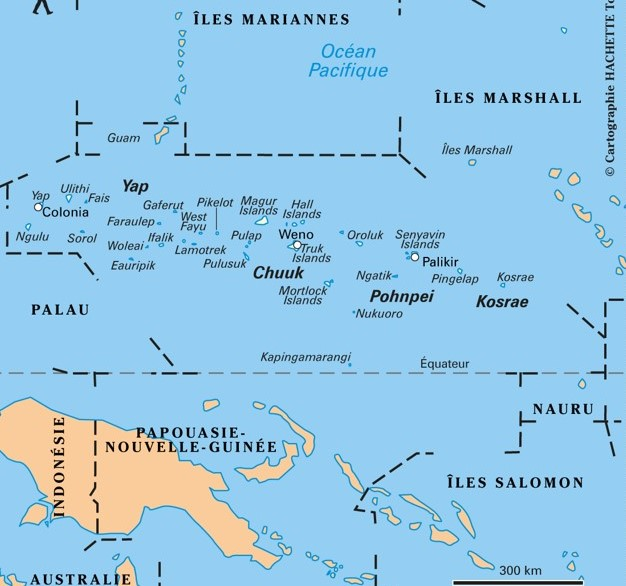 ÎLES MARIANNES
Océan
Pacifique
ÎLES MARSHALL
© Cartographie HACHETTE
Guam
Îles Marshall
Yap
Ulithi
Fais
Yap
Colonia
Gaferut
Pikelot
Magur
Islands
Hall
Islands
Faraulep
West
Fayu
Ngulu
Sorol
Woleai
Ifalik
Lamotrek
Pulap
Weno
Truk
Islands
Oroluk
Senyavin
Islands
Palikir
Eauripik
Pulusuk
Chuuk
Mortlock
Islands
Ngatik
Pingelap
Kosrae
Pohnpei
Kosrae
Nukuoro
PALAU
Kapingamarangi
Équateur
NAURU
INDONÉSIE
PAPOUASIE-
NOUVELLE-GUINÉE
ÎLES SALOMON
AUSTRALIE
300 km